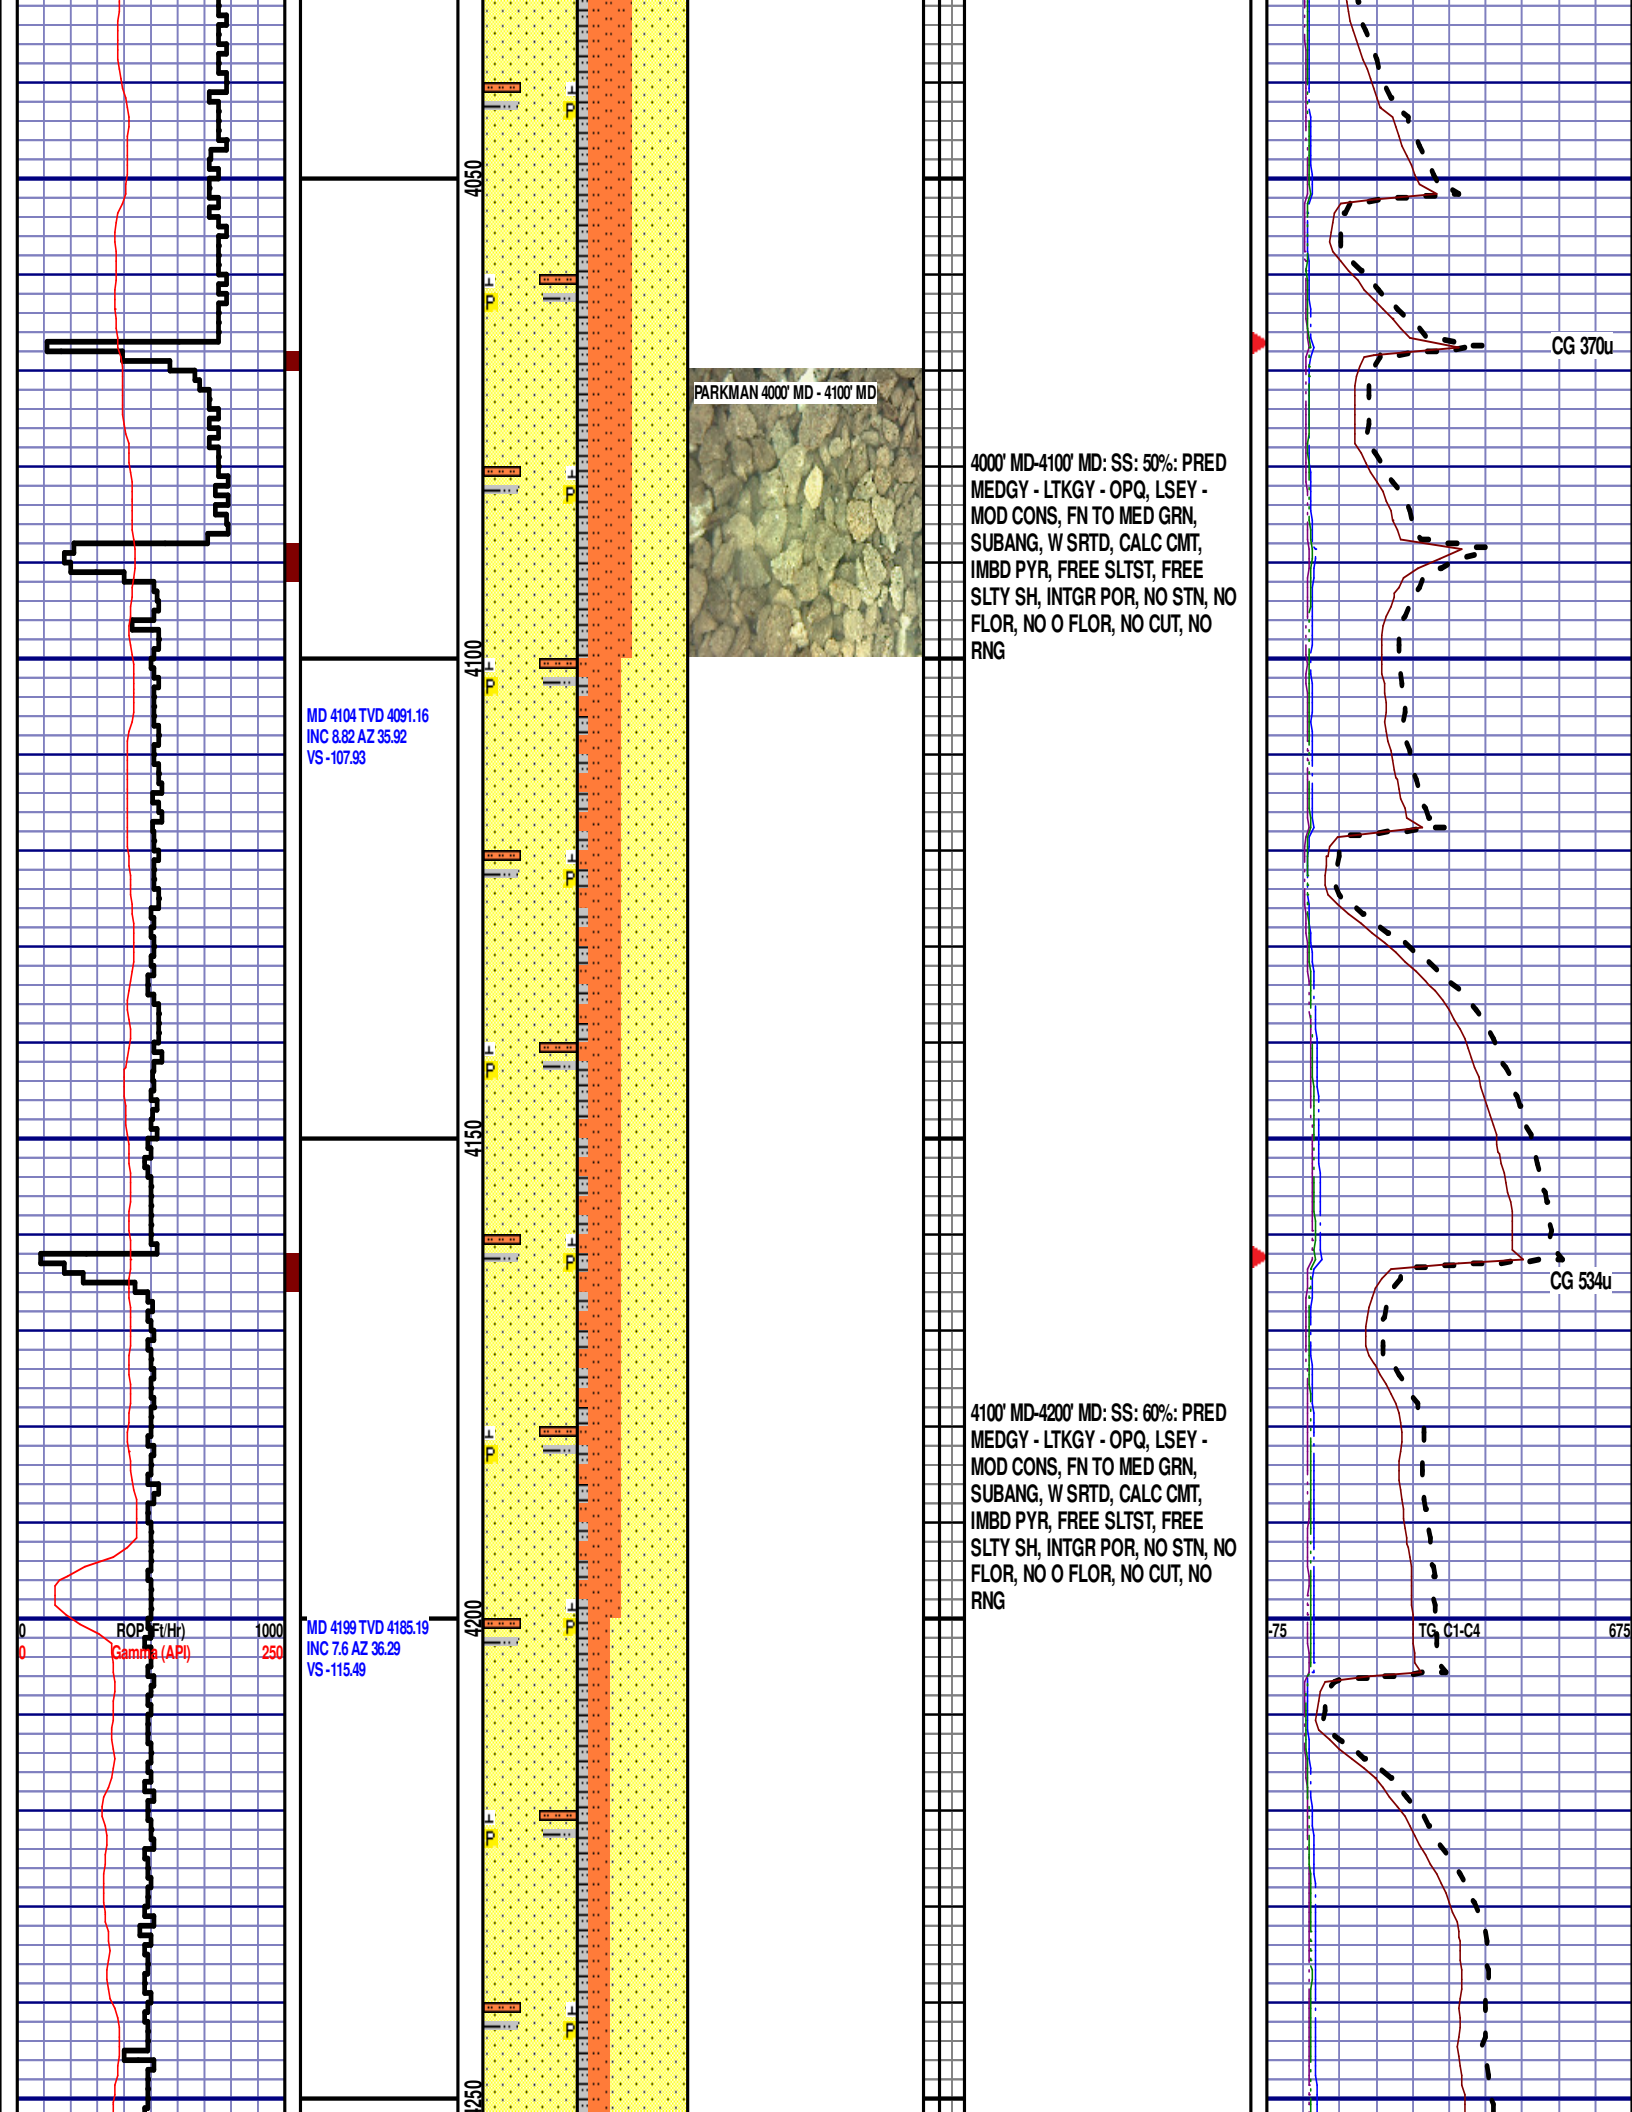 4050
CG 370u
PARKMAN 4000' MD - 4100' MD
4000' MD-4100' MD: SS: 50%: PRED
MEDGY - LTKGY - OPQ, LSEY -
MOD CONS, FN TO MED GRN,
SUBANG, W SRTD, CALC CMT,
IMBD PYR, FREE SLTST, FREE
SLTY SH, INTGR POR, NO STN, NO
FLOR, NO O FLOR, NO CUT, NO
RNG
4100
MD 4104 TVD 4091.16
INC 8.82 AZ 35.92
VS -107.93
4150
CG 534u
4100' MD-4200' MD: SS: 60%: PRED
MEDGY - LTKGY - OPQ, LSEY -
MOD CONS, FN TO MED GRN,
SUBANG, W SRTD, CALC CMT,
IMBD PYR, FREE SLTST, FREE
SLTY SH, INTGR POR, NO STN, NO
FLOR, NO O FLOR, NO CUT, NO
RNG
4200
0 ROP (Ft/Hr) 1000
0 Gamma (API) 250
MD 4199 TVD 4185.19
INC 7.6 AZ 36.29
VS -115.49
-75 TG, C1-C4 675
P
P
P
P
P
P
P
P
P
P
P
4250